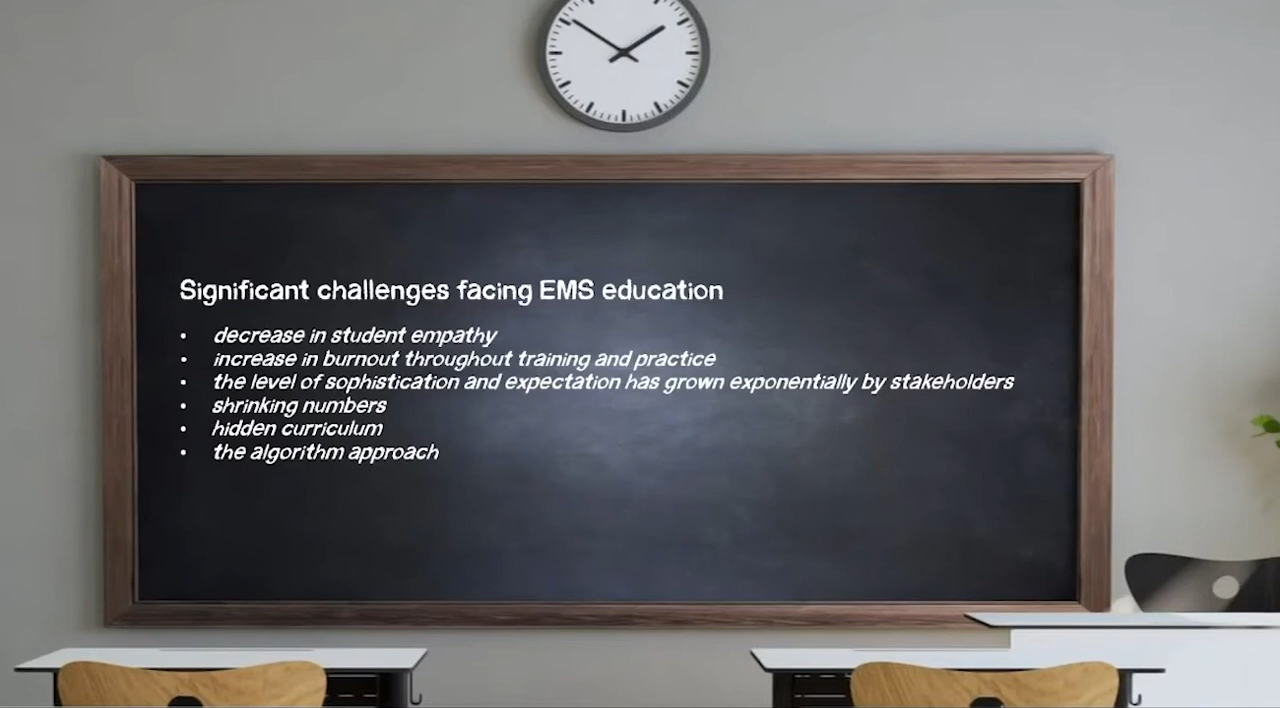 Significant challenges facing EMS education
• decrease in student empathy
• increase in burnout throughout training and practice
• the level of sophistication and expectation has grown exponentially by stakeholders
• shrinking numbers
• hidden curriculum
• the algorithm approach